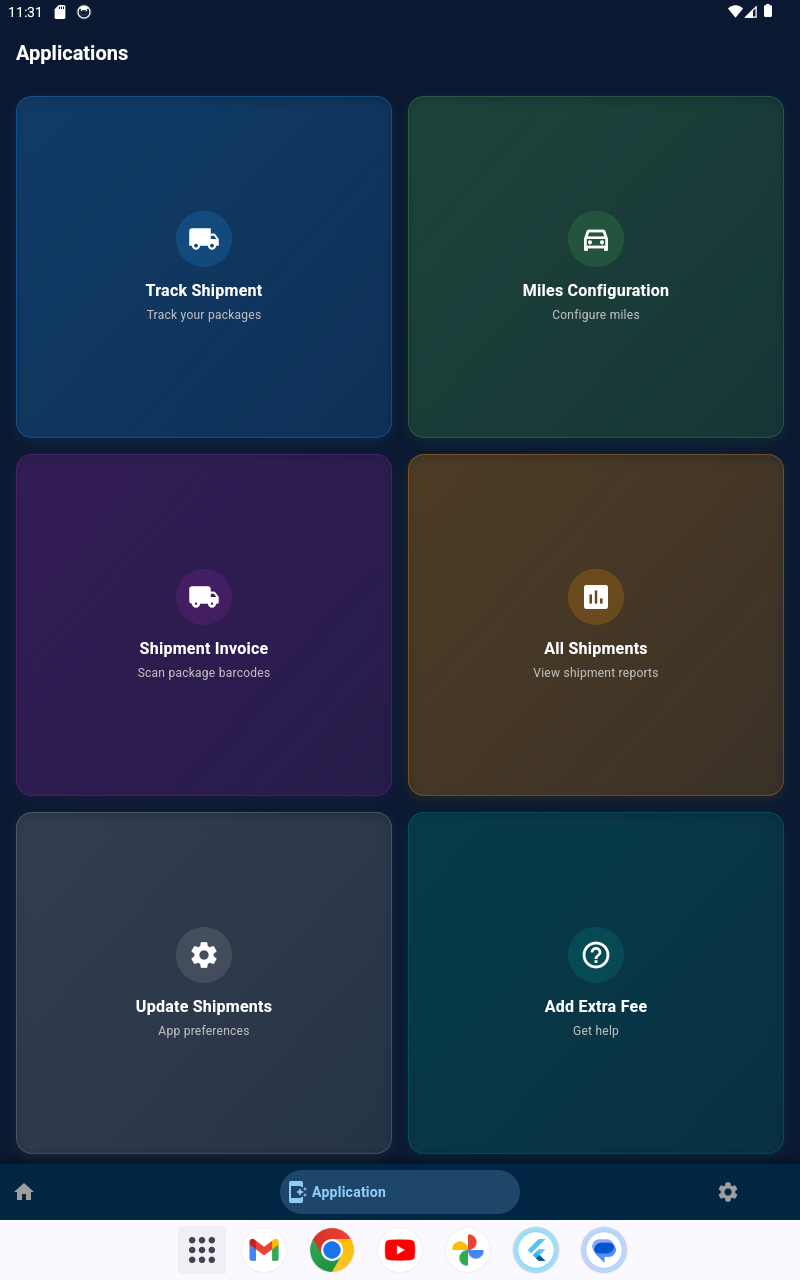 11:31
Applications
Track Shipment
Track your packages
Miles Configuration
Configure miles
Shipment Invoice
Scan package barcodes
All Shipments
View shipment reports
Update Shipments
App preferences
Add Extra Fee
Get help
Application